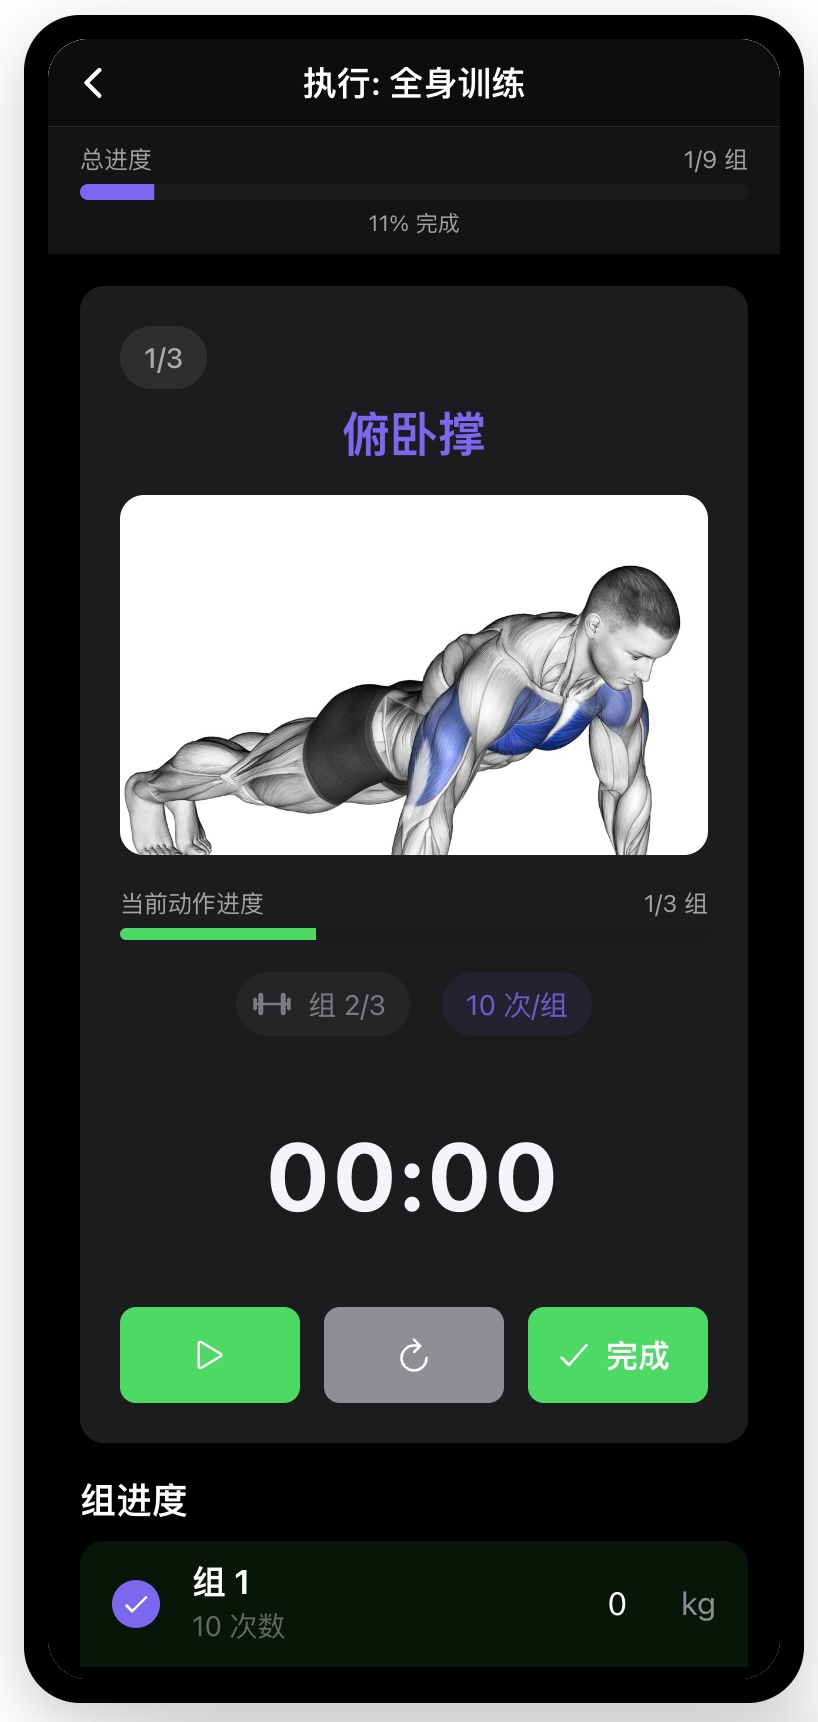 执行: 全身训练
总进度 1/9 组
11% 完成
1/3
俯卧撑
当前动作进度 1/3 组
组 2/3 10 次/组
00:00
完成
组进度
组 1
10 次数
0 kg